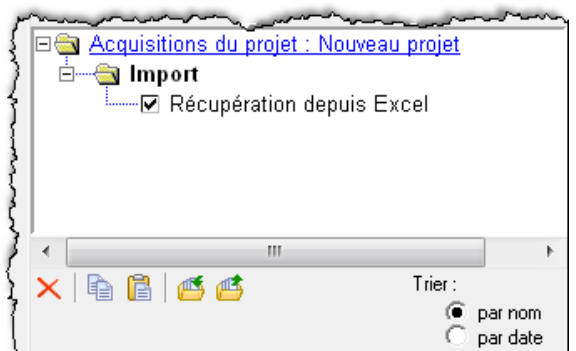 Acquisitions du projet : Nouveau projet
Import
Récupération depuis Excel
Trier :
par nom
par date